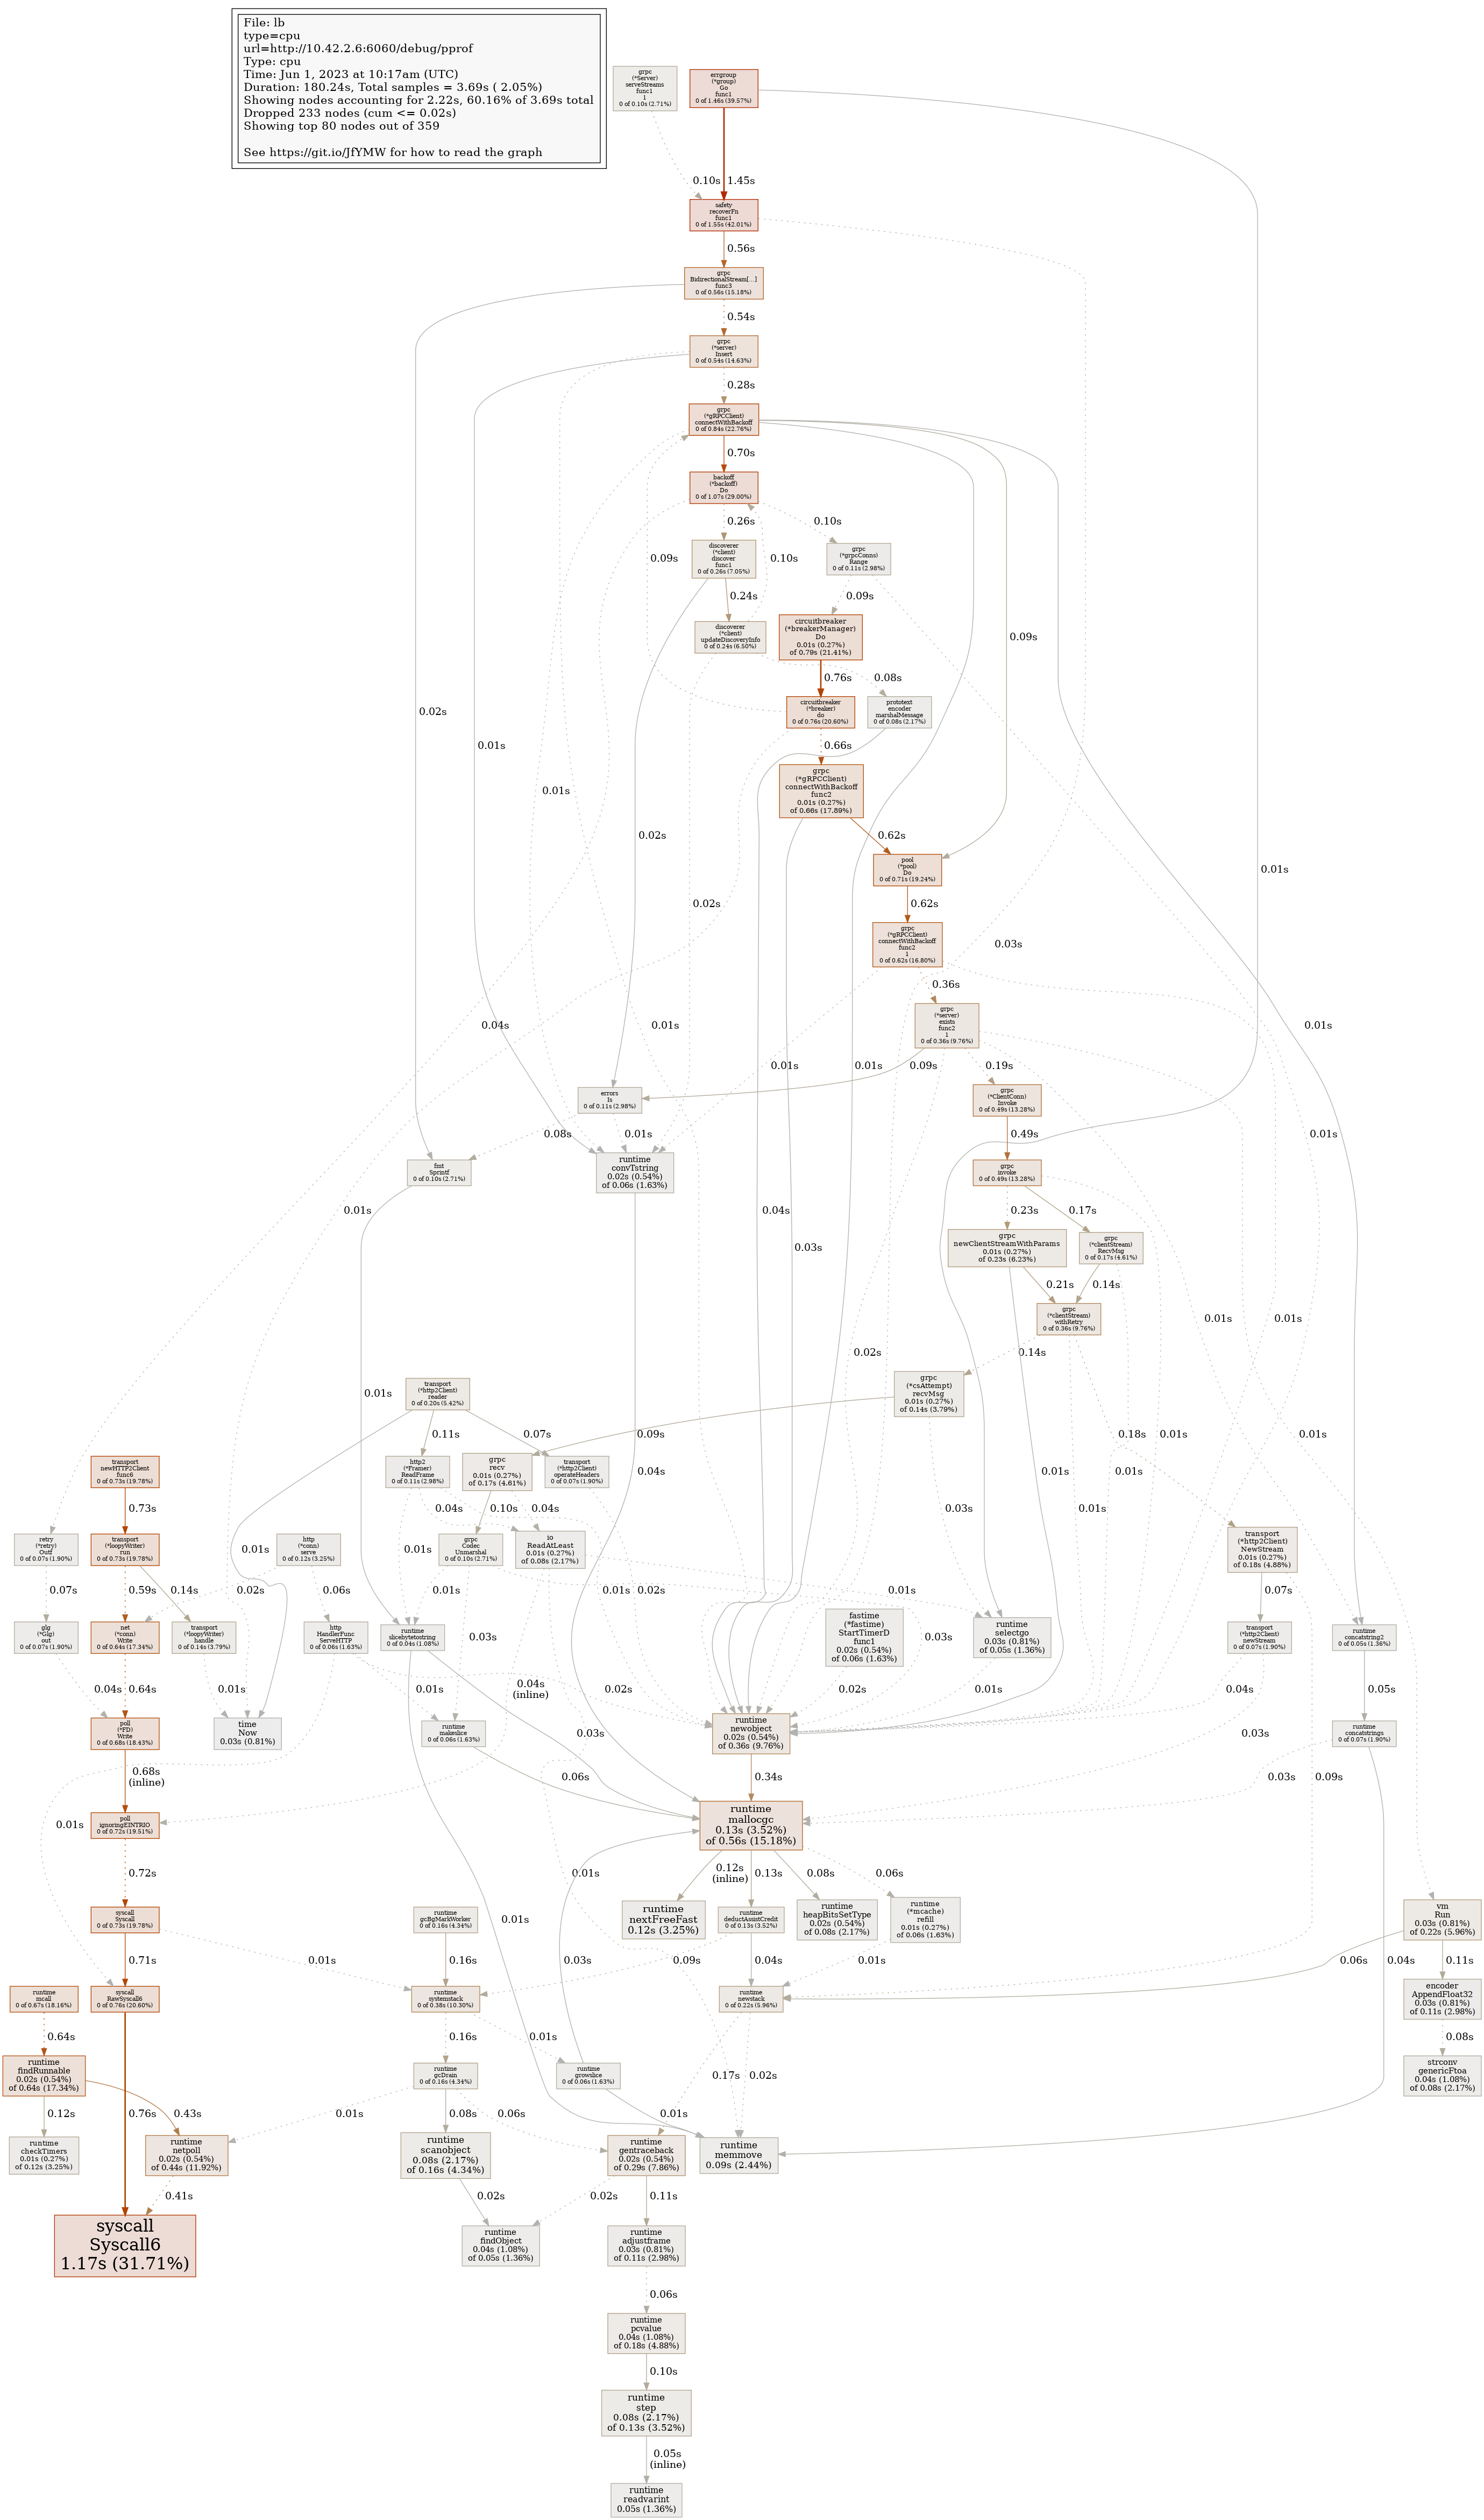 File: lb
type=cpu
url=http://10.42.2.6:6060/debug/pprof
Type: cpu
Time: Jun 1, 2023 at 10:17am (UTC)
Duration: 180.24s, Total samples = 3.69s ( 2.05%)
Showing nodes accounting for 2.22s, 60.16% of 3.69s total
Dropped 233 nodes (cum <= 0.02s)
Showing top 80 nodes out of 359
See https://git.io/JfYMW for how to read the graph
grpc
(*Server)
serveStreams
func1
1
0 of 0.10s (2.71%)
errgroup
(*group)
Go
func1
0 of 1.46s (39.57%)
0.10s
1.45s
safety
recoverFn
func1
0 of 1.55s (42.01%)
0.56s
grpc
BidirectionalStream[...]
func3
0 of 0.56s (15.18%)
0.54s
grpc
(*server)
Insert
0 of 0.54s (14.63%)
0.28s
grpc
(*gRPCClient)
connectWithBackoff
0 of 0.84s (22.76%)
0.70s
backoff
(*backoff)
Do
0 of 1.07s (29.00%)
0.26s
0.10s
discoverer
(*client)
discover
func1
0 of 0.26s (7.05%)
0.09s
0.10s
grpc
(*grpcConns)
Range
0 of 0.11s (2.98%)
0.24s
0.09s
discoverer
(*client)
updateDiscoveryInfo
0 of 0.24s (6.50%)
circuitbreaker
(*breakerManager)
Do
0.01s (0.27%)
of 0.79s (21.41%)
0.09s
0.76s
0.08s
0.02s
circuitbreaker
(*breaker)
do
0 of 0.76s (20.60%)
prototext
encoder
marshalMessage
0 of 0.08s (2.17%)
0.01s
0.66s
0.01s
grpc
(*gRPCClient)
connectWithBackoff
func2
0.01s (0.27%)
of 0.66s (17.89%)
0.02s
0.62s
pool
(*pool)
Do
0 of 0.71s (19.24%)
0.01s
0.02s
0.62s
grpc
(*gRPCClient)
connectWithBackoff
func2
1
0 of 0.62s (16.80%)
0.03s
0.36s
grpc
(*server)
exists
func2
1
0 of 0.36s (9.76%)
0.04s
0.01s
0.01s
0.01s
0.01s
0.09s
0.19s
errors
Is
0 of 0.11s (2.98%)
grpc
(*ClientConn)
Invoke
0 of 0.49s (13.28%)
0.08s
0.01s
0.49s
0.01s
fmt
Sprintf
0 of 0.10s (2.71%)
runtime
convTstring
0.02s (0.54%)
of 0.06s (1.63%)
grpc
invoke
0 of 0.49s (13.28%)
0.01s
0.04s
0.23s
0.17s
0.03s
grpc
newClientStreamWithParams
0.01s (0.27%)
of 0.23s (6.23%)
grpc
(*clientStream)
RecvMsg
0 of 0.17s (4.61%)
0.21s
0.14s
grpc
(*clientStream)
withRetry
0 of 0.36s (9.76%)
0.01s
0.01s
0.02s
0.14s
transport
(*http2Client)
reader
0 of 0.20s (5.42%)
grpc
(*csAttempt)
recvMsg
0.01s (0.27%)
of 0.14s (3.79%)
0.01s
0.01s
0.11s
0.07s
0.09s
0.18s
0.01s
0.04s
0.01s
0.01s
transport
newHTTP2Client
func6
0 of 0.73s (19.78%)
http2
(*Framer)
ReadFrame
0 of 0.11s (2.98%)
grpc
recv
0.01s (0.27%)
of 0.17s (4.61%)
transport
(*http2Client)
operateHeaders
0 of 0.07s (1.90%)
0.73s
0.04s
0.10s
0.04s
0.03s
retry
(*retry)
Outf
0 of 0.07s (1.90%)
transport
(*loopyWriter)
run
0 of 0.73s (19.78%)
http
(*conn)
serve
0 of 0.12s (3.25%)
grpc
Codec
Unmarshal
0 of 0.10s (2.71%)
io
ReadAtLeast
0.01s (0.27%)
of 0.08s (2.17%)
transport
(*http2Client)
NewStream
0.01s (0.27%)
of 0.18s (4.88%)
0.01s
0.01s
0.07s
0.59s
0.14s
0.02s
0.06s
0.01s
0.01s
0.02s
0.01s
0.07s
glg
(*Glg)
out
0 of 0.07s (1.90%)
net
(*conn)
Write
0 of 0.64s (17.34%)
transport
(*loopyWriter)
handle
0 of 0.14s (3.79%)
http
HandlerFunc
ServeHTTP
0 of 0.06s (1.63%)
runtime
slicebytetostring
0 of 0.04s (1.08%)
0.03s
fastime
(*fastime)
StartTimerD
func1
0.02s (0.54%)
of 0.06s (1.63%)
0.03s
runtime
selectgo
0.03s (0.81%)
of 0.05s (1.36%)
transport
(*http2Client)
newStream
0 of 0.07s (1.90%)
runtime
concatstring2
0 of 0.05s (1.36%)
0.04s
0.64s
0.01s
0.01s
0.04s
(inline)
0.02s
0.02s
0.01s
0.04s
0.05s
poll
(*FD)
Write
0 of 0.68s (18.43%)
time
Now
0.03s (0.81%)
runtime
makeslice
0 of 0.06s (1.63%)
0.03s
runtime
newobject
0.02s (0.54%)
of 0.36s (9.76%)
0.03s
runtime
concatstrings
0 of 0.07s (1.90%)
0.68s
(inline)
0.06s
0.34s
0.03s
0.09s
poll
ignoringEINTRIO
0 of 0.72s (19.51%)
runtime
mallocgc
0.13s (3.52%)
of 0.56s (15.18%)
0.01s
0.72s
0.01s
0.12s
(inline)
0.13s
0.08s
0.06s
syscall
Syscall
0 of 0.73s (19.78%)
runtime
gcBgMarkWorker
0 of 0.16s (4.34%)
0.01s
runtime
nextFreeFast
0.12s (3.25%)
runtime
deductAssistCredit
0 of 0.13s (3.52%)
runtime
heapBitsSetType
0.02s (0.54%)
of 0.08s (2.17%)
runtime
(*mcache)
refill
0.01s (0.27%)
of 0.06s (1.63%)
vm
Run
0.03s (0.81%)
of 0.22s (5.96%)
0.71s
0.01s
0.16s
0.03s
0.09s
0.04s
0.01s
0.06s
0.04s
0.11s
runtime
mcall
0 of 0.67s (18.16%)
syscall
RawSyscall6
0 of 0.76s (20.60%)
runtime
systemstack
0 of 0.38s (10.30%)
runtime
newstack
0 of 0.22s (5.96%)
encoder
AppendFloat32
0.03s (0.81%)
of 0.11s (2.98%)
0.64s
0.16s
0.01s
0.08s
runtime
findRunnable
0.02s (0.54%)
of 0.64s (17.34%)
runtime
gcDrain
0 of 0.16s (4.34%)
runtime
growslice
0 of 0.06s (1.63%)
0.17s
0.02s
strconv
genericFtoa
0.04s (1.08%)
of 0.08s (2.17%)
0.12s
0.76s
0.43s
0.01s
0.08s
0.06s
0.01s
runtime
checkTimers
0.01s (0.27%)
of 0.12s (3.25%)
runtime
netpoll
0.02s (0.54%)
of 0.44s (11.92%)
runtime
scanobject
0.08s (2.17%)
of 0.16s (4.34%)
runtime
gentraceback
0.02s (0.54%)
of 0.29s (7.86%)
runtime
memmove
0.09s (2.44%)
0.41s
0.02s
0.02s
0.11s
syscall
Syscall6
1.17s (31.71%)
runtime
findObject
0.04s (1.08%)
of 0.05s (1.36%)
runtime
adjustframe
0.03s (0.81%)
of 0.11s (2.98%)
0.06s
runtime
pcvalue
0.04s (1.08%)
of 0.18s (4.88%)
0.10s
runtime
step
0.08s (2.17%)
of 0.13s (3.52%)
0.05s
(inline)
runtime
readvarint
0.05s (1.36%)